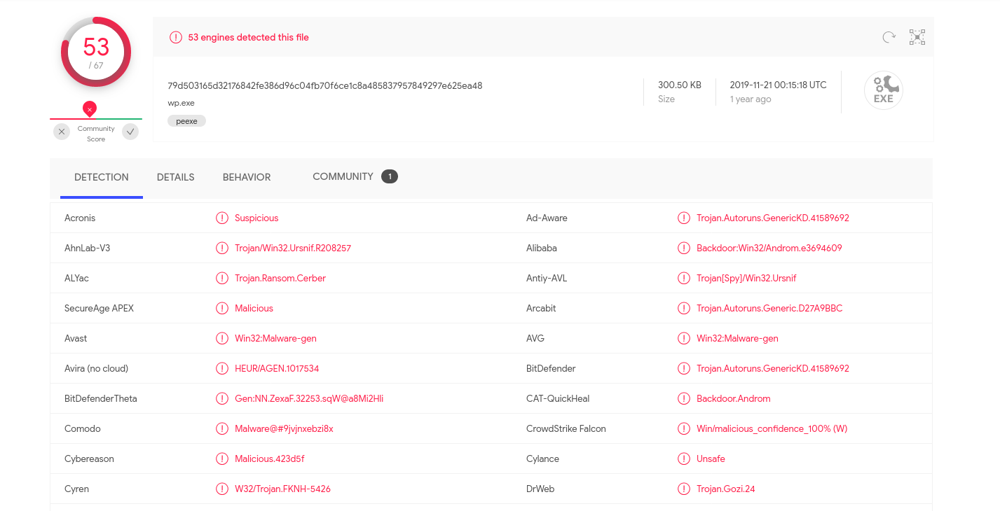 53
/ 67
Community
Score
53 engines detected this file
79d503165d32176842fe386d96c04fb70f6ce1c8a485837957849297e625ea48
wp.exe
peexe
300.50 KB
Size
2019-11-21 00:15:18 UTC
1 year ago
EXE
DETECTION DETAILS BEHAVIOR COMMUNITY 1
Acronis Suspicious Ad-Aware Trojan.Autoruns.GenericKD.41589692
AhnLab-V3 Trojan/Win32.Ursnif.R208257 Alibaba Backdoor:Win32/Androm.e3694609
ALYac Trojan.Ransom.Cerber Antiy-AVL Trojan[Spy]/Win32.Ursnif
SecureAge APEX Malicious Arcabit Trojan.Autoruns.Generic.D27A9BBC
Avast Win32:Malware-gen AVG Win32:Malware-gen
Avira (no cloud) HEUR/AGEN.1017534 BitDefender Trojan.Autoruns.GenericKD.41589692
BitDefenderTheta Gen:NN.ZexaF.32253.sqW@a8Mi2Hli CAT-QuickHeal Backdoor.Androm
Comodo Malware@#9jvjnxebzi8x CrowdStrike Falcon Win/malicious_confidence_100% (W)
Cybereason Malicious.423d5f Cylance Unsafe
Cyren W32/Trojan.FKNH-5426 DrWeb Trojan.Gozi.24